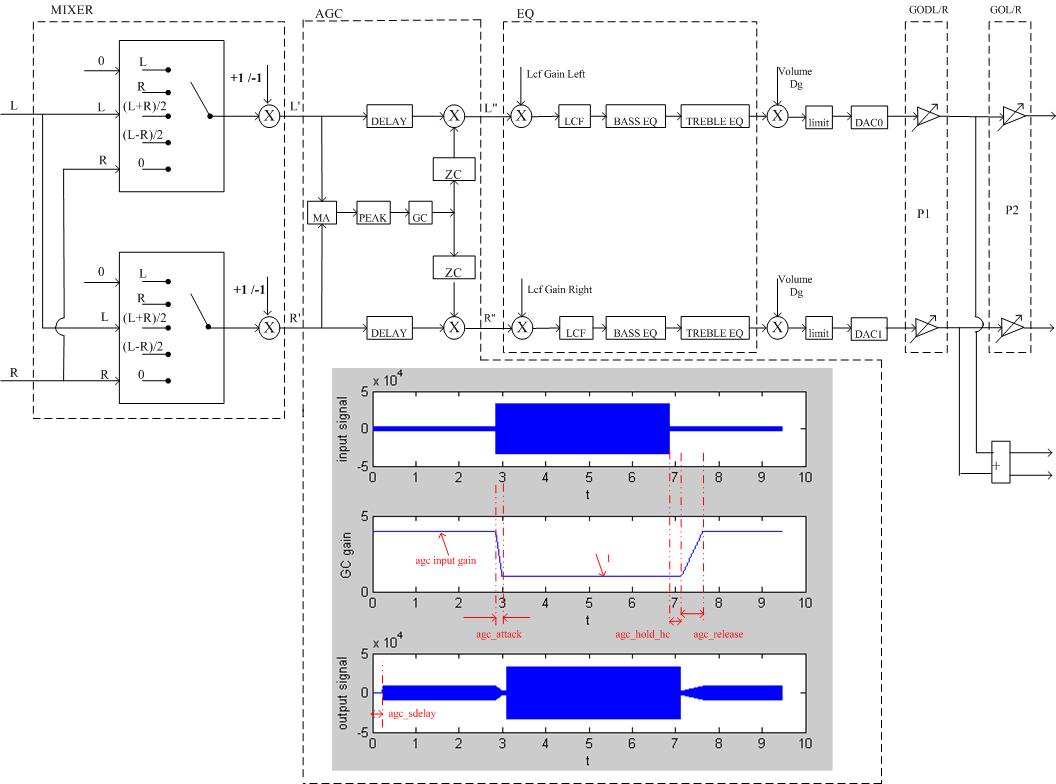 MIXER
AGC
EQ
GODL/R
GOL/R
0
L
R
(L+R)/2
(L-R)/2
0
L
L
R
+1 /-1
X
L'
DELAY
X
L"
Lcf Gain Left
X
LCF
BASS EQ
TREBLE EQ
Volume
Dg
X
limit
DAC0
ZC
MA
PEAK
GC
ZC
P1
P2
0
L
R
(L+R)/2
(L-R)/2
0
L
R
R
+1 /-1
X
R'
DELAY
X
R"
Lcf Gain Right
X
LCF
BASS EQ
TREBLE EQ
Volume
Dg
X
limit
DAC1
+
x 10^4
5
0
-5
input signal
0 1 2 3 4 5 6 7 8 9 10
t
5
0
GC gain
agc input gain
1
0 1 2 3 4 5 6 7 8 9 10
t
agc_attack
agc_hold_hc
agc_release
x 10^4
5
0
-5
output signal
agc_sdelay
0 1 2 3 4 5 6 7 8 9 10
t